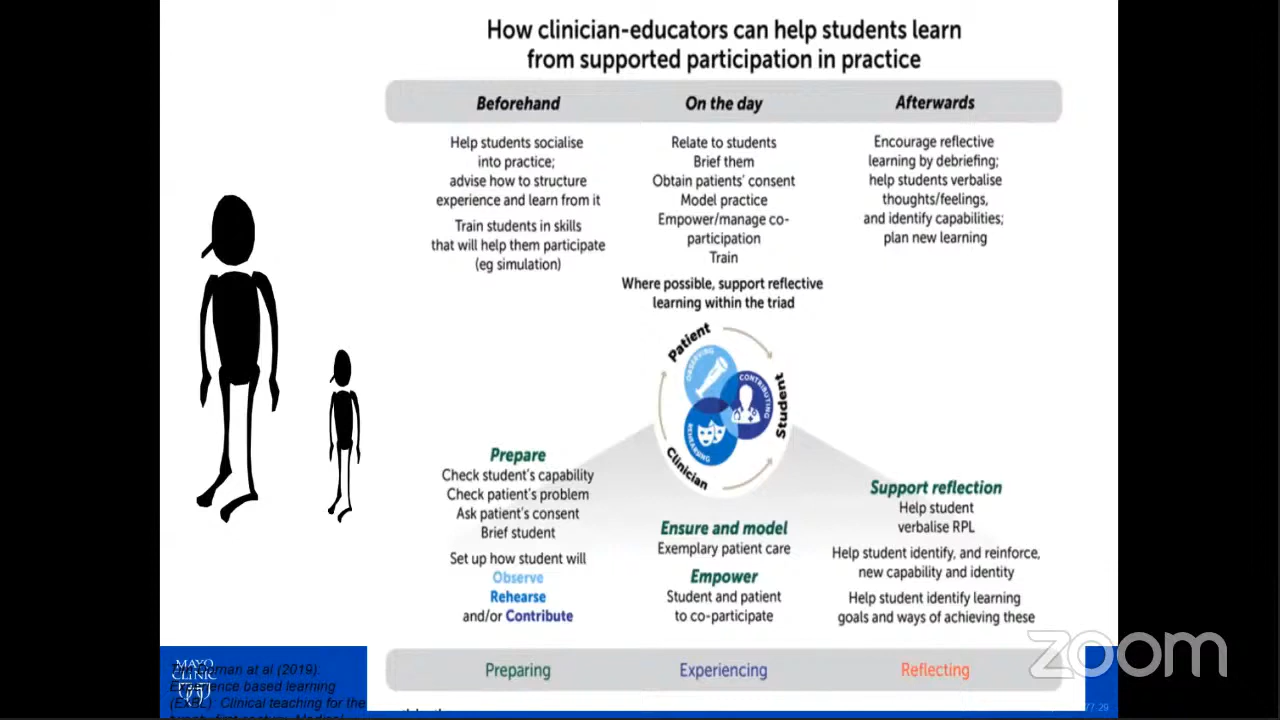 How clinician-educators can help students learn
from supported participation in practice
Beforehand
On the day
Afterwards
Help students socialise
into practice;
advise how to structure
experience and learn from it
Train students in skills
that will help them participate
(eg simulation)
Relate to students
Brief them
Obtain patients' consent
Model practice
Empower/manage co-
participation
Train
Where possible, support reflective
learning within the triad
Encourage reflective
learning by debriefing;
help students verbalise
thoughts/feelings,
and identify capabilities;
plan new learning
Patient
Student
Clinician
OBSERVING
CONTRIBUTING
REHEARSING
Prepare
Check student's capability
Check patient's problem
Ask patient's consent
Brief student
Set up how student will
Observe
Rehearse
and/or Contribute
Ensure and model
Exemplary patient care
Empower
Student and patient
to co-participate
Support reflection
Help student
verbalise RPL
Help student identify, and reinforce,
new capability and identity
Help student identify learning
goals and ways of achieving these
Preparing
Experiencing
Reflecting
MAYO
CLINIC
at al (2019).
Experience based learning
(ExBL). Clinical teaching for the
zoom